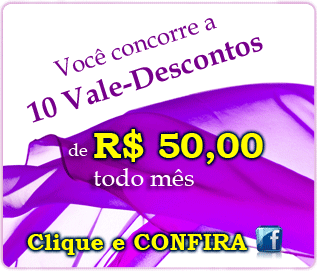 Você concorre a
10 Vale-Descontos
de R$ 50,00
todo mês
Clique e CONFIRA f